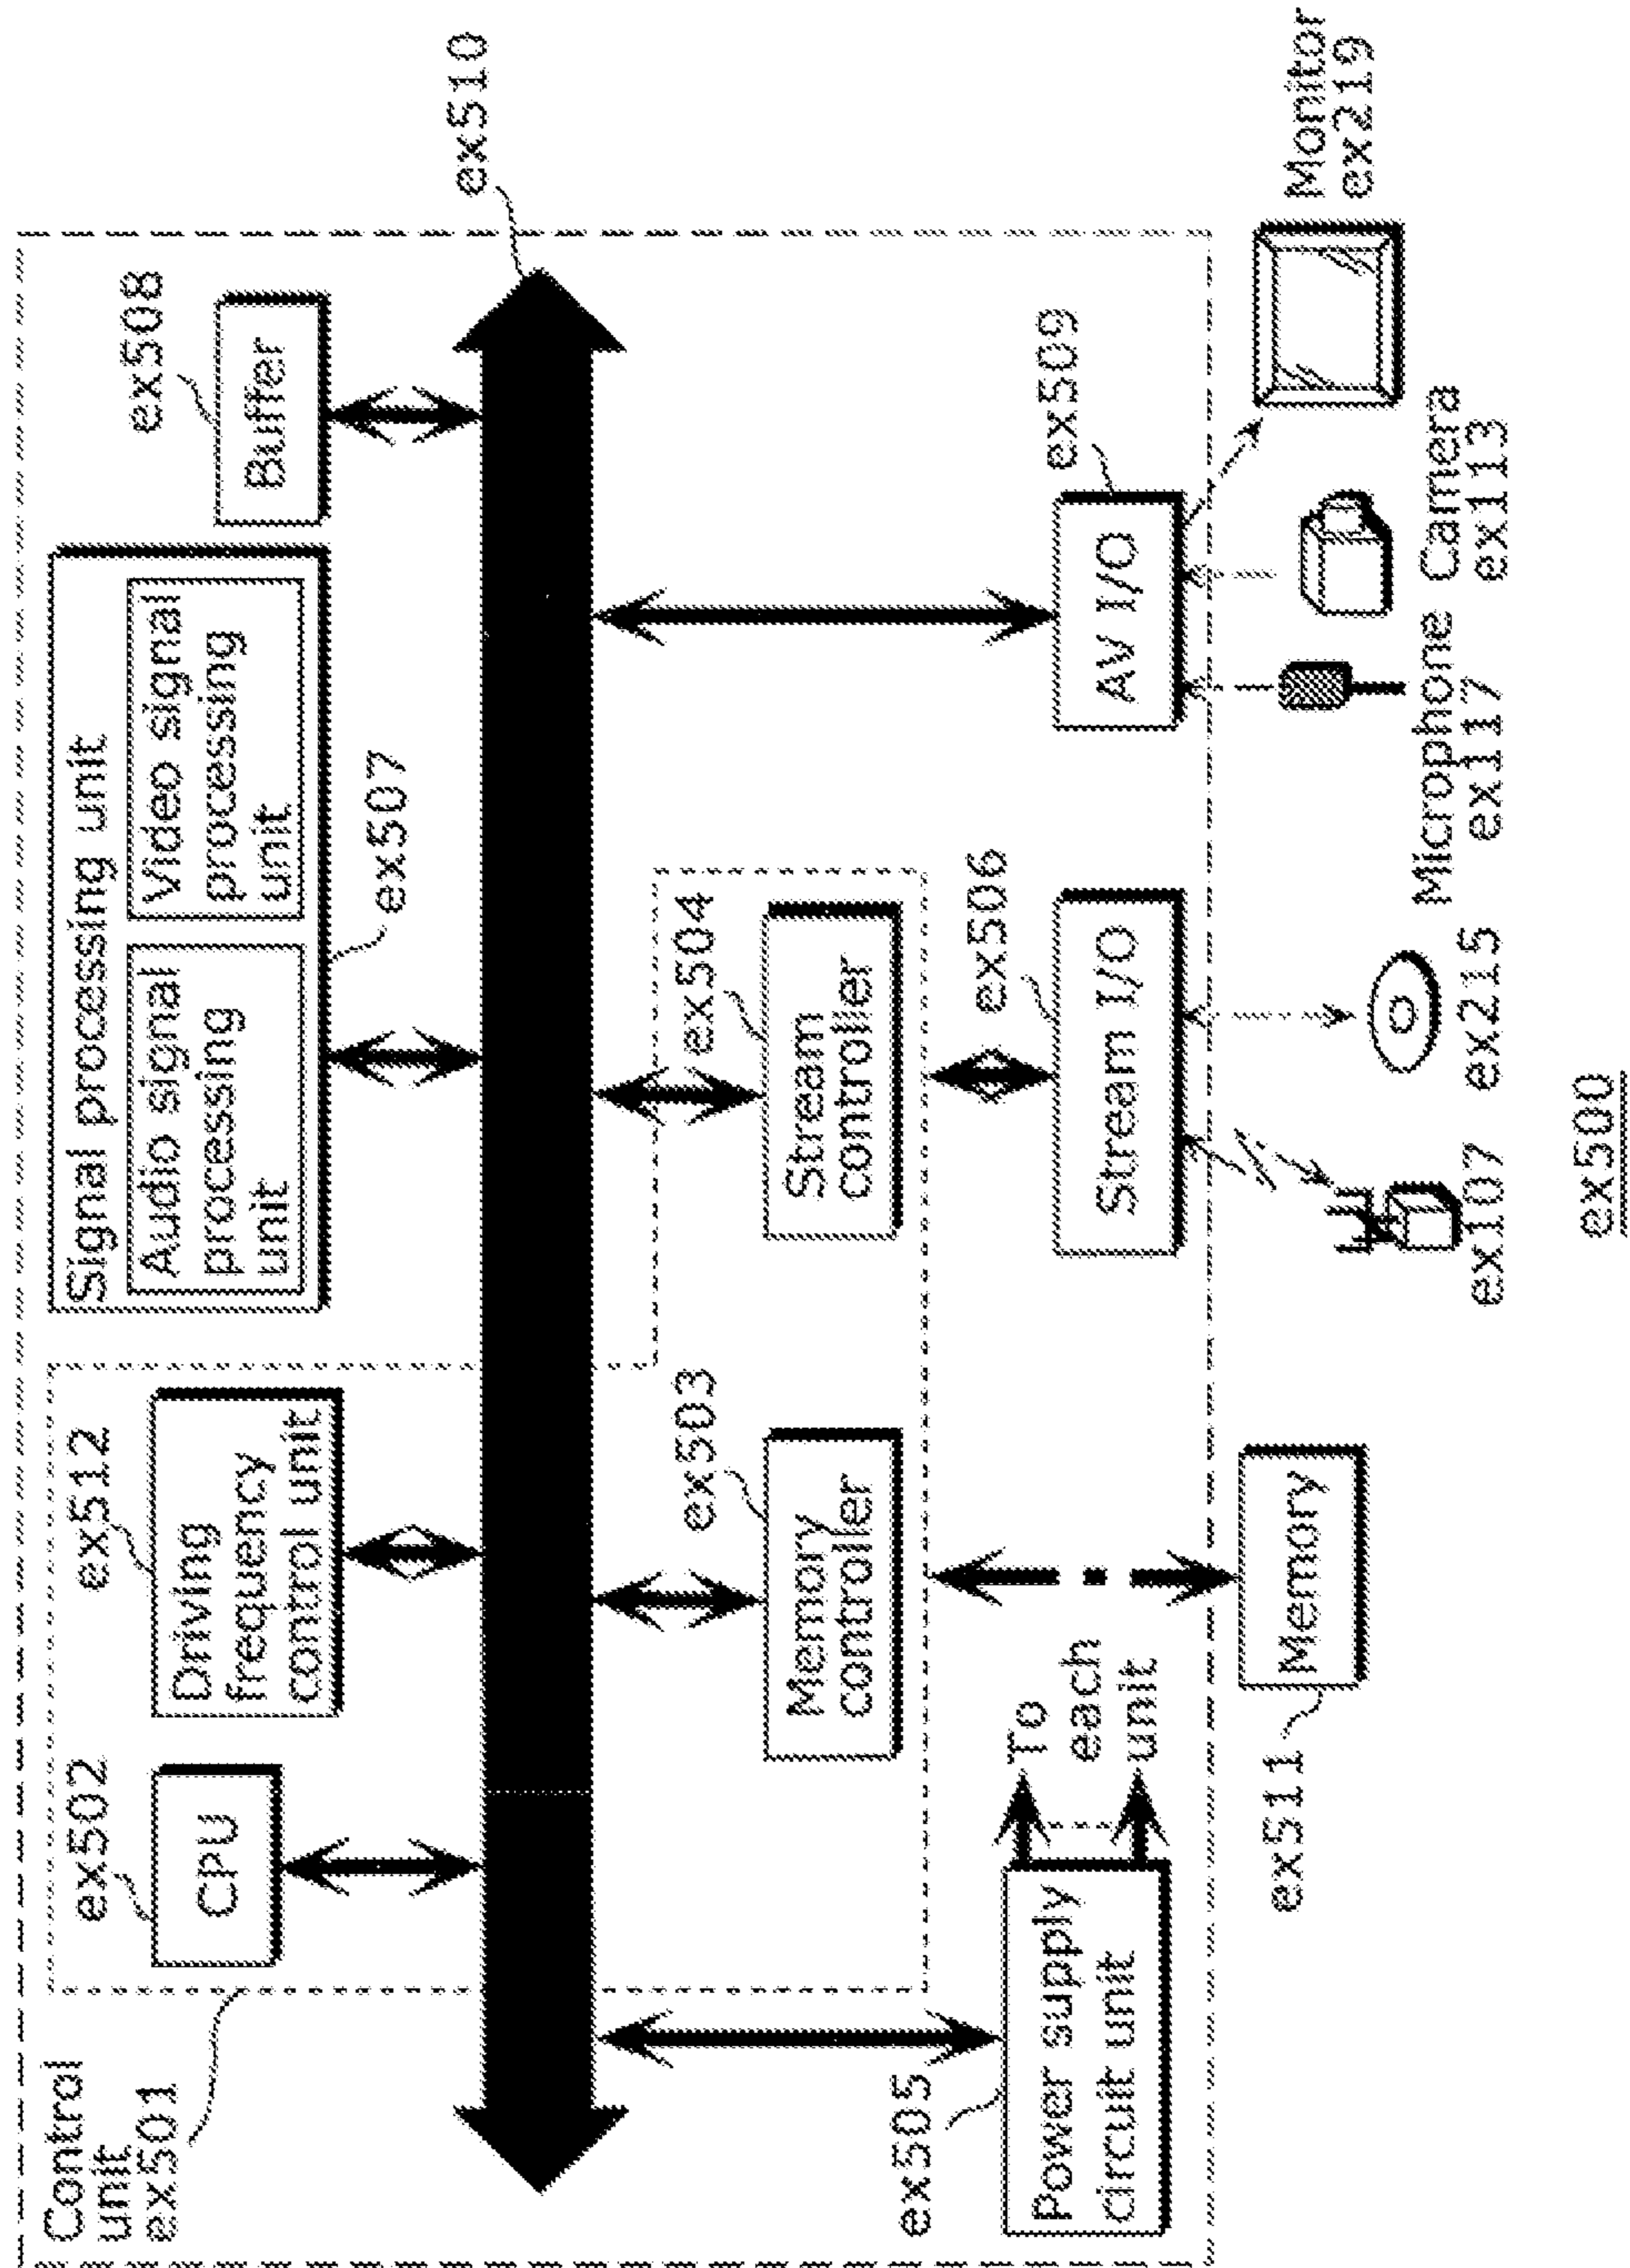 Control
unit
ex501
ex502
CPU
ex512
Driving
frequency
control unit
Signal processing unit
Audio signal
processing
unit
Video signal
processing
unit
ex507
ex508
Buffer
ex510
ex503
Memory
controller
ex504
Stream
controller
ex505
Power supply
circuit unit
To
each
unit
ex506
Stream I/O
ex509
AV I/O
ex511
Memory
ex107
ex215
Microphone
ex117
Camera
ex113
Monitor
ex219
ex500